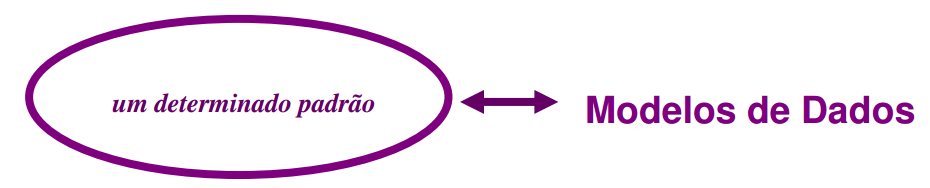 um determinado padrão
Modelos de Dados